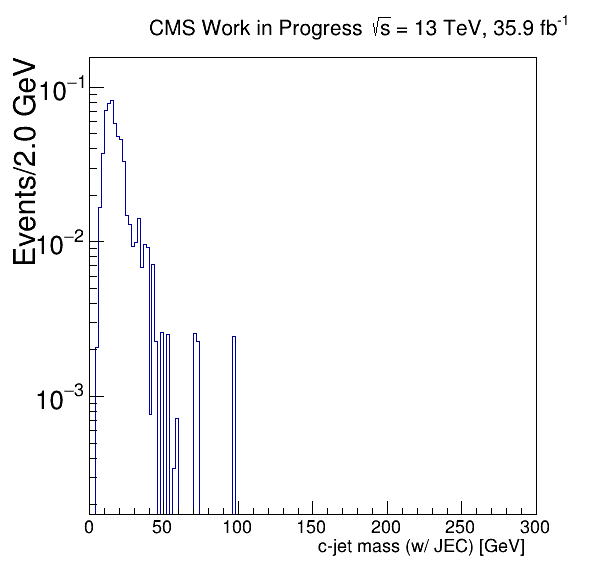 CMS Work in Progress √s = 13 TeV, 35.9 fb⁻¹
Events/2.0 GeV
10⁻¹
10⁻²
10⁻³
0 50 100 150 200 250 300
c-jet mass (w/ JEC) [GeV]